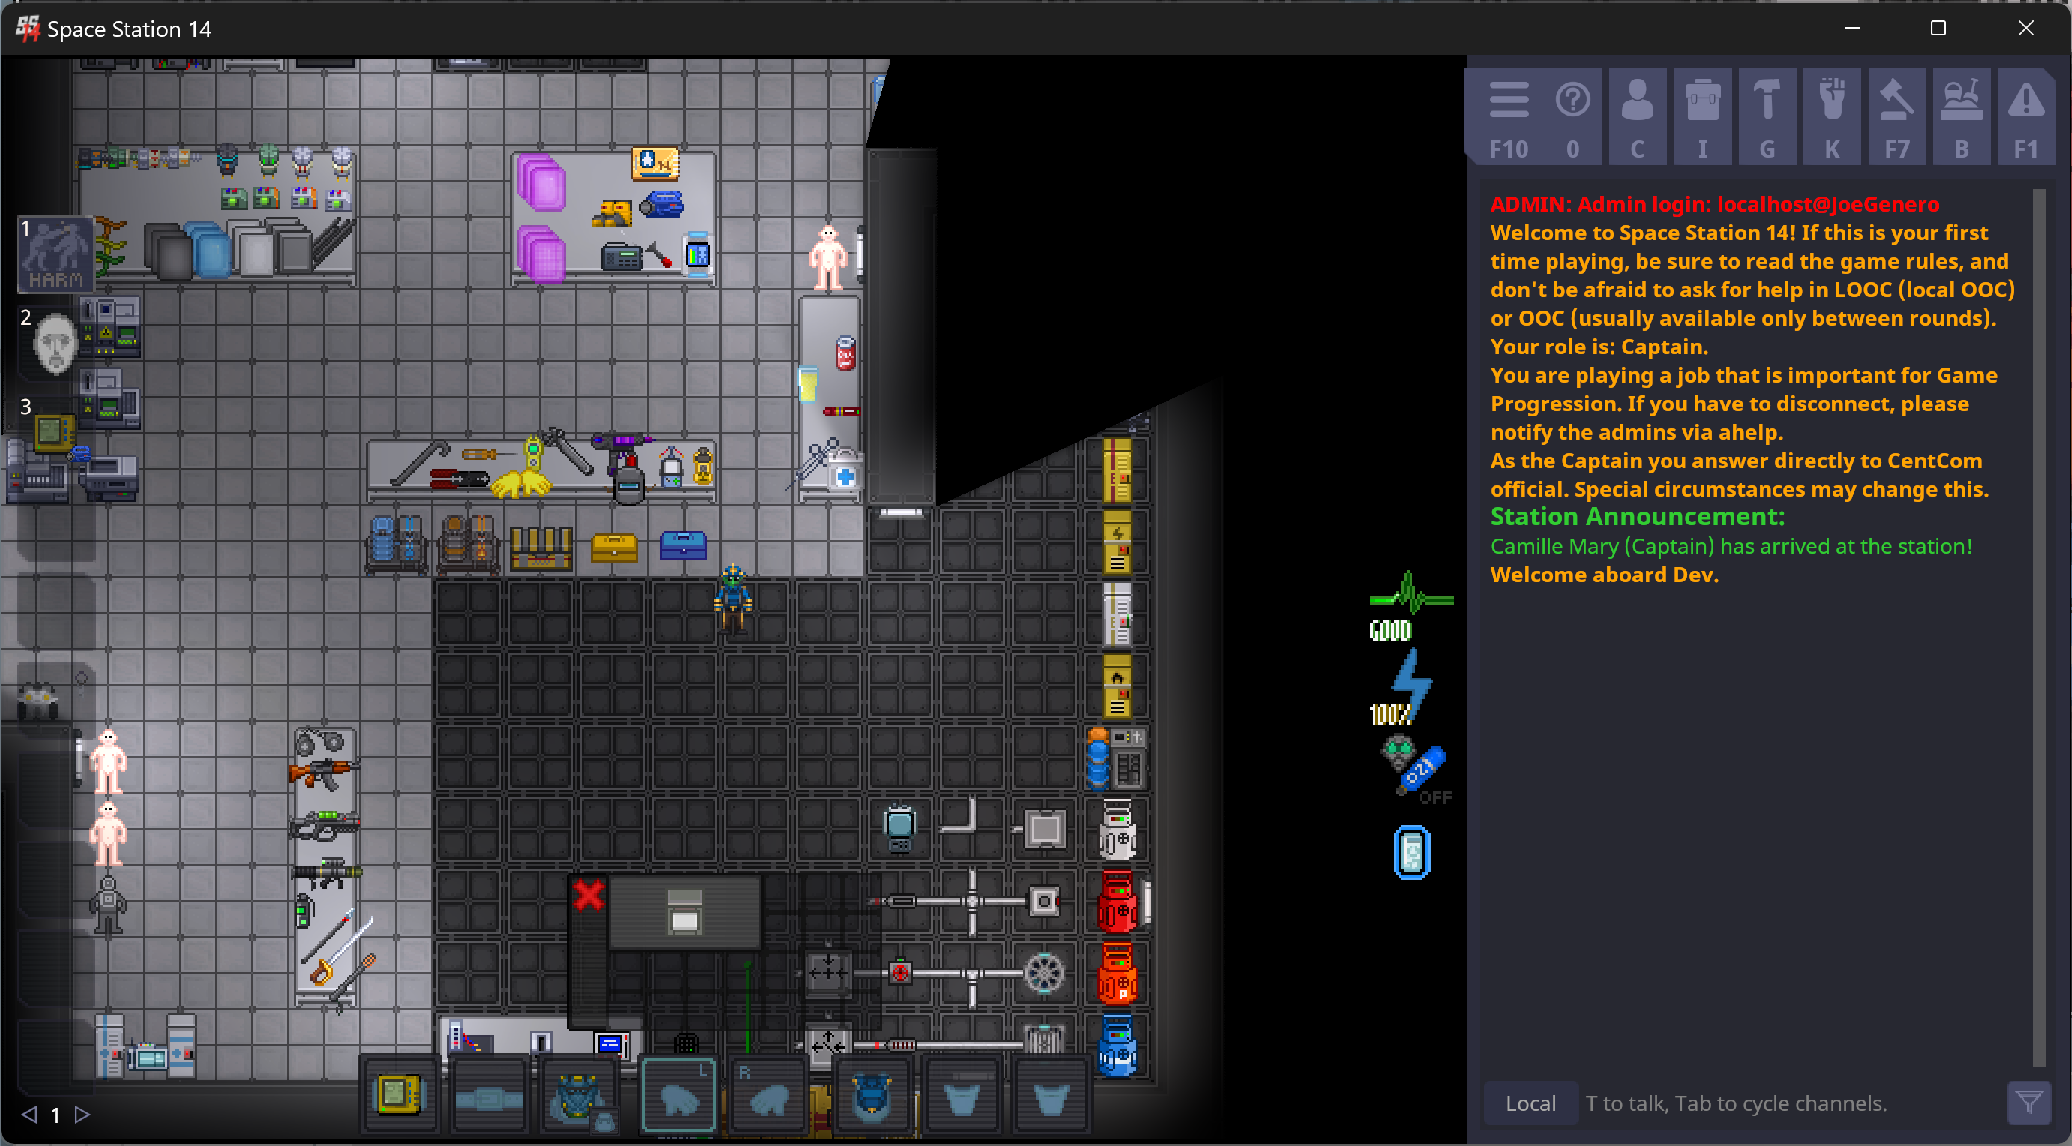 Space Station 14
F10
0
C
I
G
K
F7
B
F1
ADMIN: Admin login: localhost@JoeGenero
Welcome to Space Station 14! If this is your first
time playing, be sure to read the game rules, and
don't be afraid to ask for help in LOOC (local OOC)
or OOC (usually available only between rounds).
Your role is: Captain.
You are playing a job that is important for Game
Progression. If you have to disconnect, please
notify the admins via ahelp.
As the Captain you answer directly to CentCom
official. Special circumstances may change this.
Station Announcement:
Camille Mary (Captain) has arrived at the station!
Welcome aboard Dev.
1
HARM
2
3
GOOD
100%
O2
OFF
L
R
1
Local
T to talk, Tab to cycle channels.